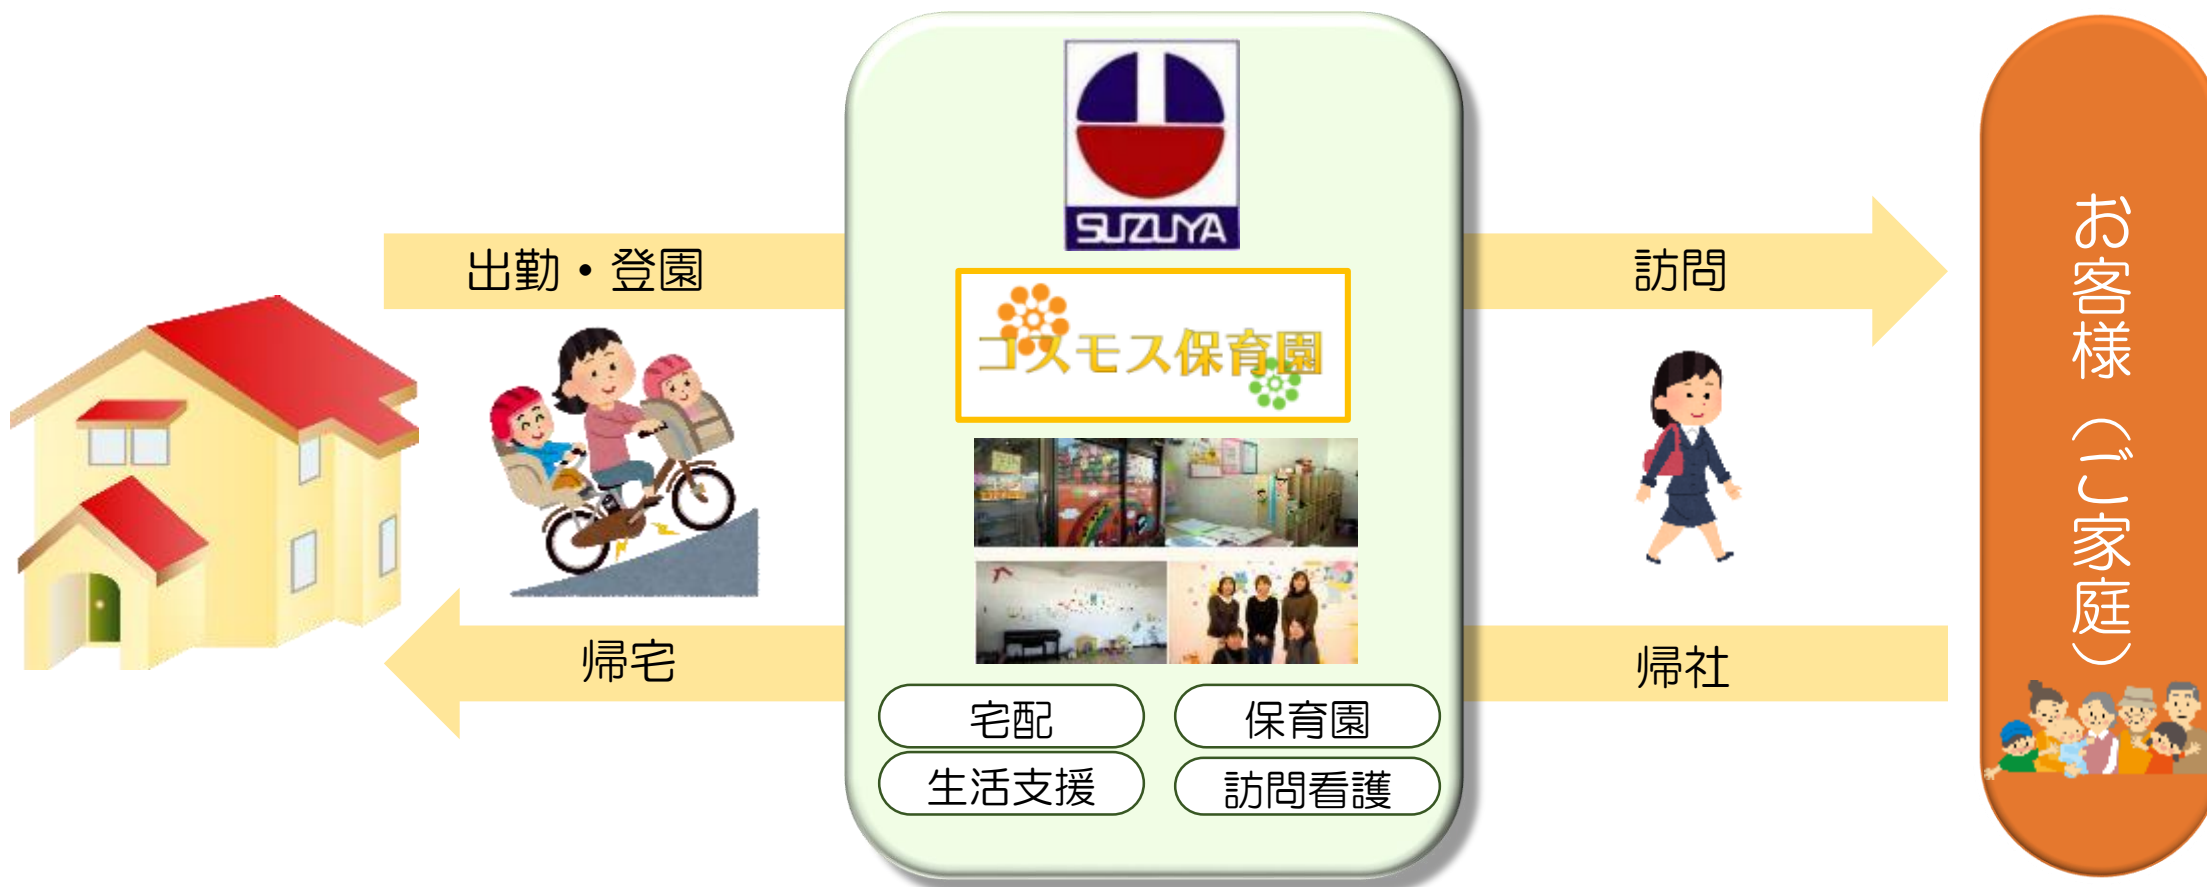 SUZUYA
出勤・登園
訪問
コスモス保育園
帰宅
帰社
宅配
保育園
生活支援
訪問看護
お客様（ご家庭）